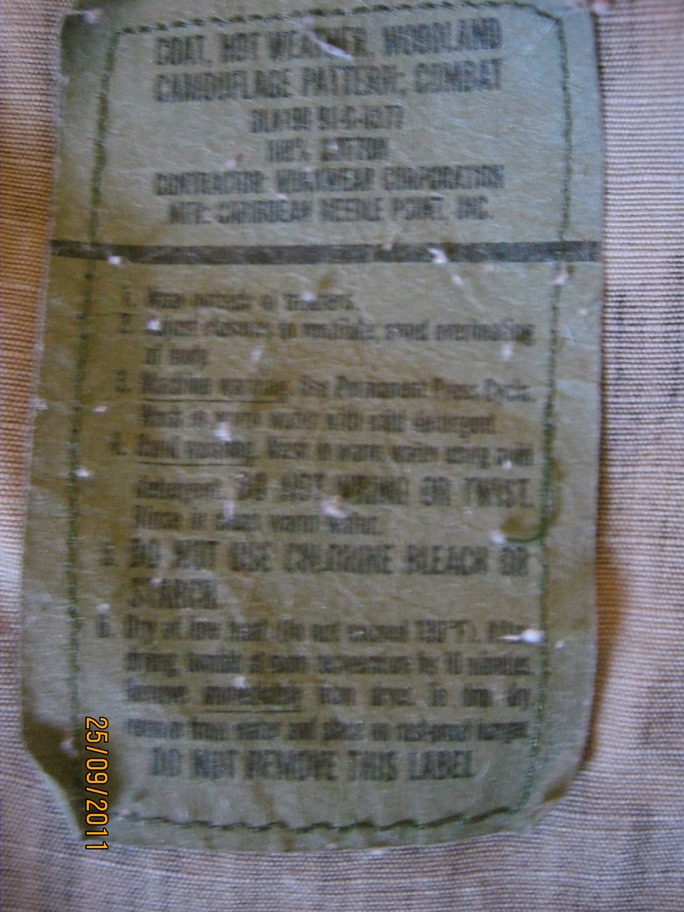 COAT, HOT WEATHER, WOODLAND
CAMOUFLAGE PATTERN: COMBAT
100% COTTON
CONTRACTOR: WORKWEAR CORPORATION
MFR: CARIBBEAN NEEDLE POINT, INC.
1. Wear outside of trousers.
2. Adjust closures to ventilate; avoid overheating
of body.
3. Machine washing. Use Permanent Press Cycle.
Wash in warm water with mild detergent.
4. Hand washing. Wash in warm water using mild
detergent. DO NOT WRING OR TWIST.
Rinse in clean warm water.
5. DO NOT USE CHLORINE BLEACH OR
STARCH.
6. Dry at low heat (do not exceed 130°F). After
drying, tumble at room temperature for 10 minutes.
Remove immediately from dryer. To drip dry
remove from water and place on rust-proof hanger.
DO NOT REMOVE THIS LABEL
25/09/2011